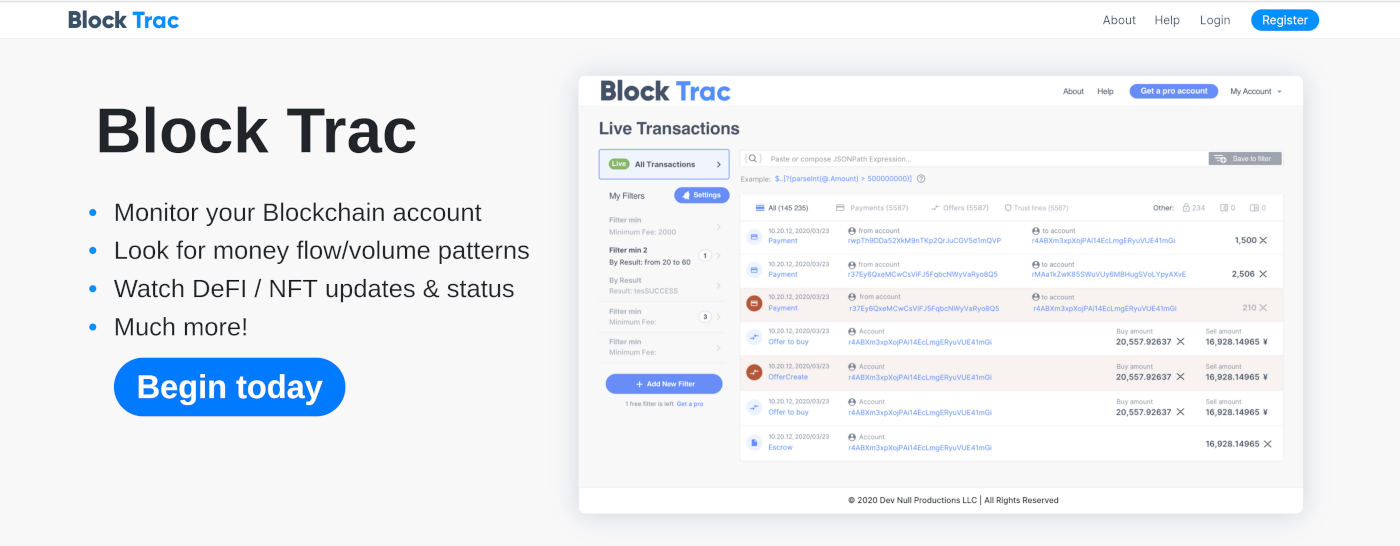 Block Trac
About Help Login Register
Block Trac
Monitor your Blockchain account
Look for money flow/volume patterns
Watch DeFI / NFT updates & status
Much more!
Begin today
Block Trac
About Help Get a pro account My Account
Live Transactions
Live All Transactions
My Filters Settings
Filter min
Minimum Fee: 2000
Filter min 2
By Result: from 20 to 60
1
By Result
Result: tesSUCCESS
Filter min
Minimum Fee:
3
Filter min
Minimum Fee:
+ Add New Filter
1 free filter is left Get a pro
Paste or compose JSONPath Expression...
Save to filter
Example: $..[?(parseInt(@.Amount) > 500000000)]
All (145 235) Payments (5587) Offers (5587) Trust lines (5587) Other: 234 0 0
10.20.12, 2020/03/23 from account to account
Payment rwpTh9DDa52XkM9nTKp2QrJuCGV5d1mQVP r4ABXm3xpXojPAi14EcLmgERyuVUE41mGi 1,500
10.20.12, 2020/03/23 from account to account
Payment r37Ey6QxeMCwCsVlFJ5FqbcNWyVaRyo8Q5 rMAa1kZwK85SWuVUy6MBHugSVoLYpyAXvE 2,506
10.20.12, 2020/03/23 from account to account
Payment r37Ey6QxeMCwCsVlFJ5FqbcNWyVaRyo8Q5 r4ABXm3xpXojPAi14EcLmgERyuVUE41mGi 210
10.20.12, 2020/03/23 Account Buy amount Sell amount
Offer to buy r4ABXm3xpXojPAi14EcLmgERyuVUE41mGi 20,557.92637 16,928.14965 ¥
10.20.12, 2020/03/23 Account Buy amount Sell amount
OfferCreate r4ABXm3xpXojPAi14EcLmgERyuVUE41mGi 20,557.92637 16,928.14965 ¥
10.20.12, 2020/03/23 Account Buy amount Sell amount
Offer to buy r4ABXm3xpXojPAi14EcLmgERyuVUE41mGi 20,557.92637 16,928.14965 ¥
10.20.12, 2020/03/23 Account
Escrow r4ABXm3xpXojPAi14EcLmgERyuVUE41mGi 16,928.14965
© 2020 Dev Null Productions LLC | All Rights Reserved